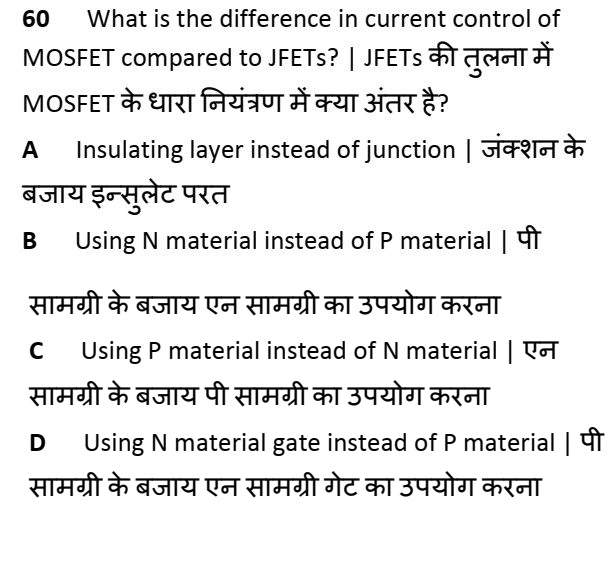 60 What is the difference in current control of
MOSFET compared to JFETs? | JFETs की तुलना में
MOSFET के धारा नियंत्रण में क्या अंतर है?
A Insulating layer instead of junction | जंक्शन के
बजाय इन्सुलेट परत
B Using N material instead of P material | पी
सामग्री के बजाय एन सामग्री का उपयोग करना
C Using P material instead of N material | एन
सामग्री के बजाय पी सामग्री का उपयोग करना
D Using N material gate instead of P material | पी
सामग्री के बजाय एन सामग्री गेट का उपयोग करना